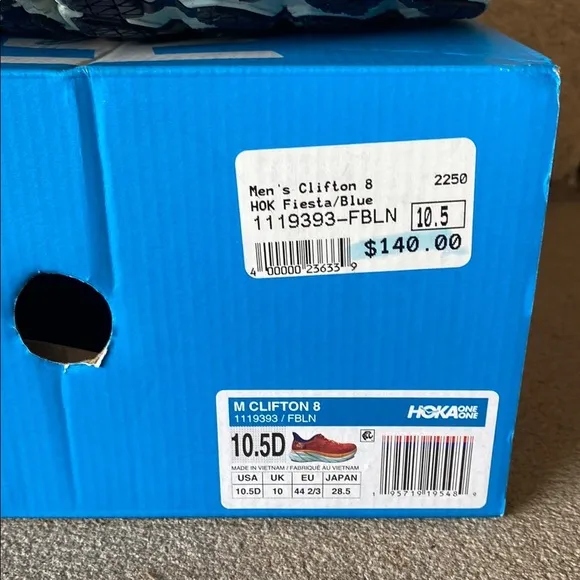 Men's Clifton 8 2250
HOK Fiesta/Blue
1119393-FBLN 10.5
$140.00
4 00000 23633 9
M CLIFTON 8
1119393 / FBLN
HOKA ONE ONE
10.5D
MADE IN VIETNAM / FABRIQUÉ AU VIETNAM
USA UK EU JAPAN
10.5D 10 44 2/3 28.5
1 95719 19548 9